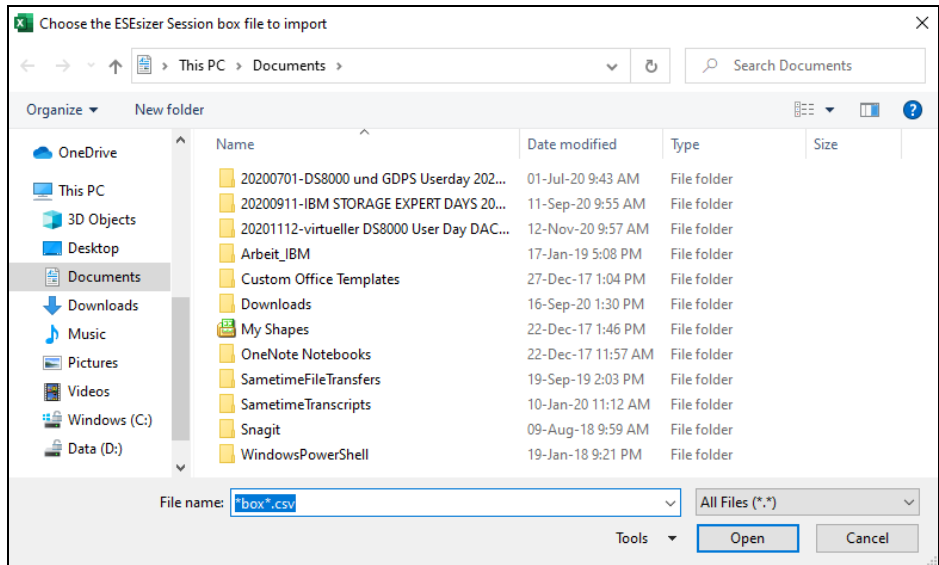 Choose the ESEsizer Session box file to import
This PC > Documents >
Search Documents
Organize
New folder
OneDrive
This PC
3D Objects
Desktop
Documents
Downloads
Music
Pictures
Videos
Windows (C:)
Data (D:)
Name Date modified Type Size
20200701-DS8000 und GDPS Userday 202... 01-Jul-20 9:43 AM File folder
20200911-IBM STORAGE EXPERT DAYS 20... 11-Sep-20 9:55 AM File folder
20201112-virtueller DS8000 User Day DAC... 12-Nov-20 9:57 AM File folder
Arbeit_IBM 17-Jan-19 5:08 PM File folder
Custom Office Templates 27-Dec-17 1:04 PM File folder
Downloads 16-Sep-20 1:30 PM File folder
My Shapes 22-Dec-17 1:46 PM File folder
OneNote Notebooks 22-Dec-17 11:57 AM File folder
SametimeFileTransfers 19-Sep-19 2:03 PM File folder
SametimeTranscripts 10-Jan-20 11:12 AM File folder
Snagit 09-Aug-18 9:59 AM File folder
WindowsPowerShell 19-Jan-18 9:21 PM File folder
File name: *box*.csv All Files (*.*)
Tools Open Cancel